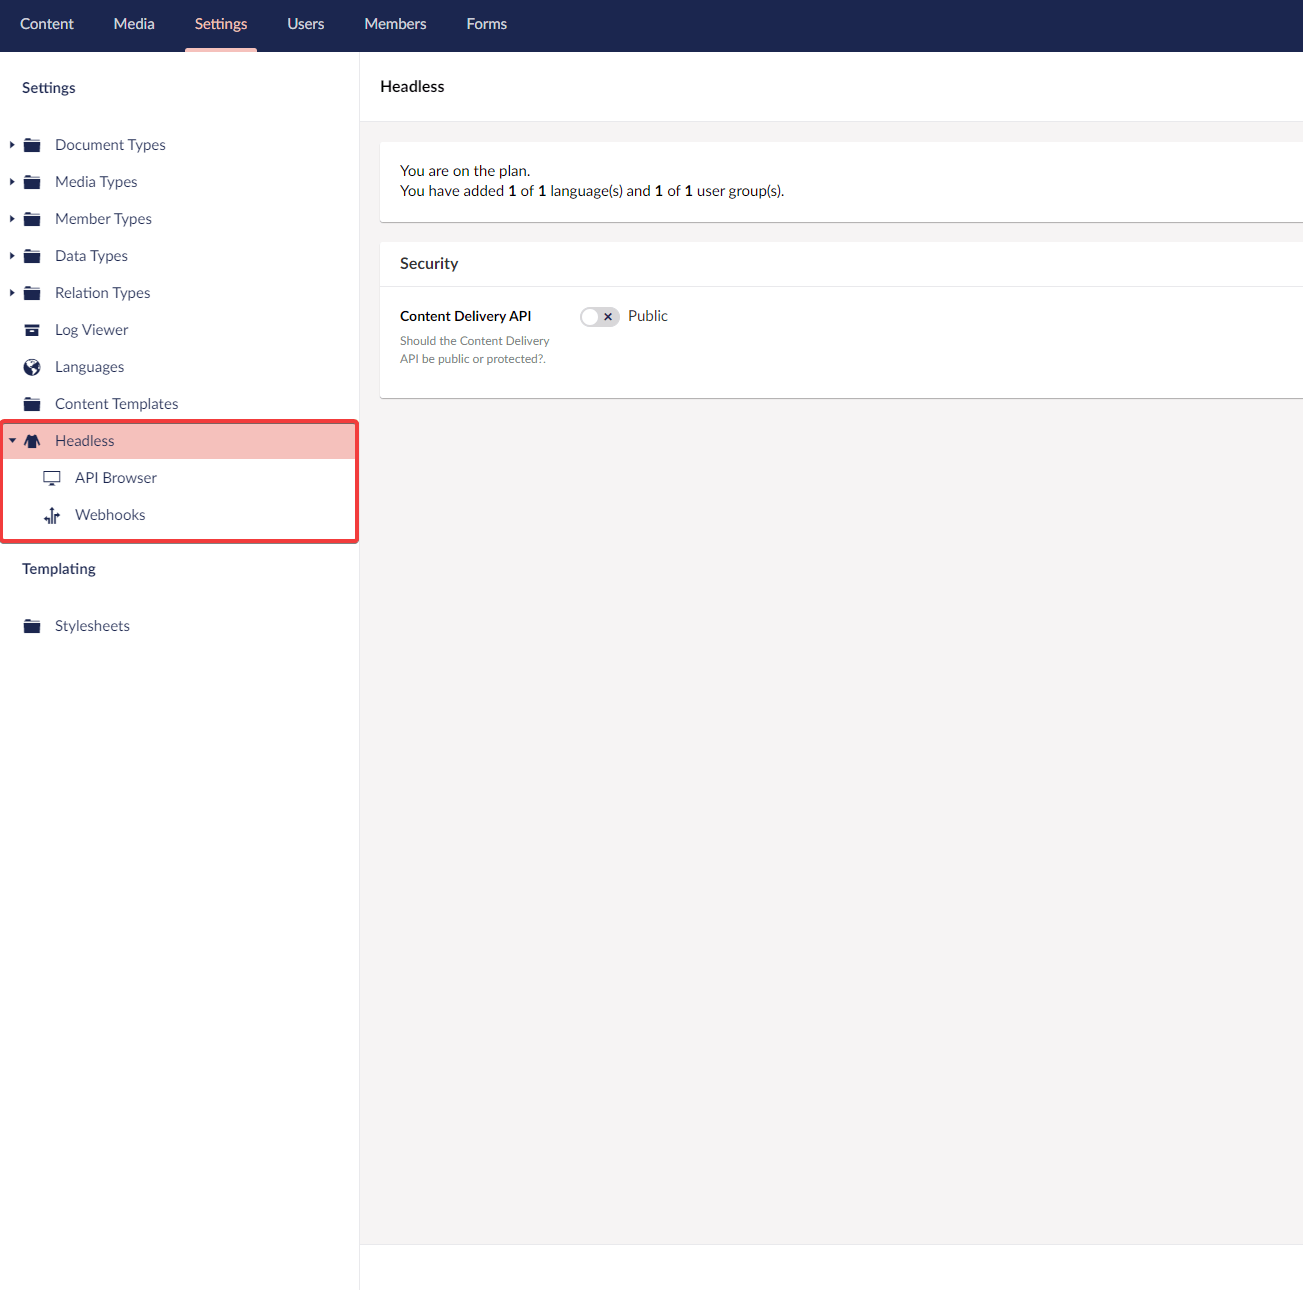 Content Media Settings Users Members Forms
Settings
Document Types
Media Types
Member Types
Data Types
Relation Types
Log Viewer
Languages
Content Templates
Headless
API Browser
Webhooks
Templating
Stylesheets
Headless
You are on the plan.
You have added 1 of 1 language(s) and 1 of 1 user group(s).
Security
Content Delivery API
Should the Content Delivery
API be public or protected?.
Public